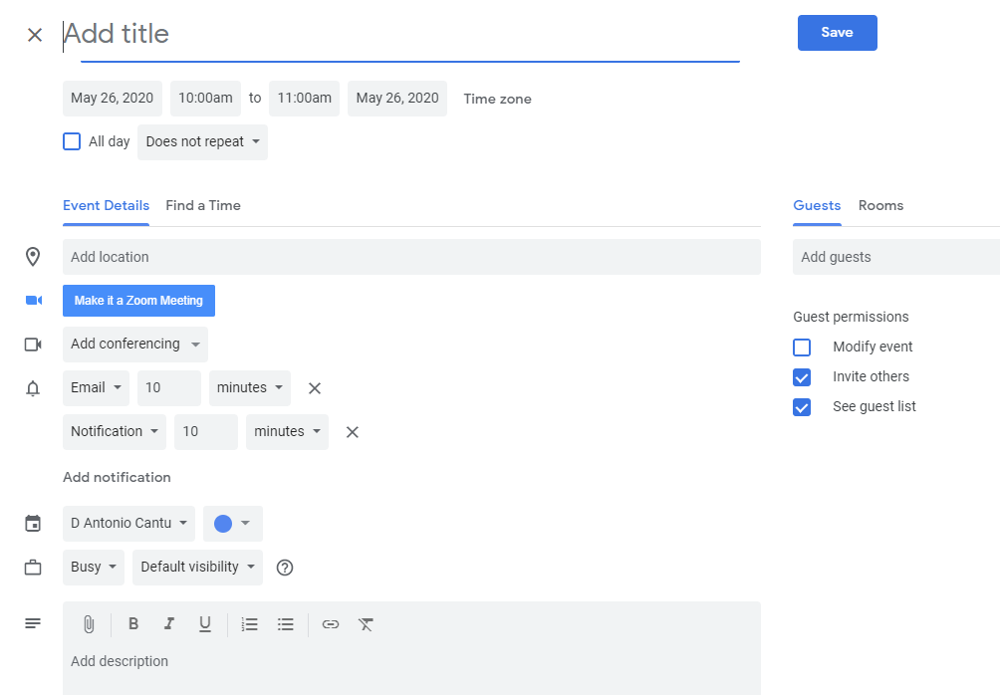 Add title
Save
May 26, 2020 10:00am to 11:00am May 26, 2020 Time zone
All day Does not repeat
Event Details Find a Time
Guests Rooms
Add location
Add guests
Make it a Zoom Meeting
Guest permissions
Add conferencing
Modify event
Email 10 minutes
Invite others
See guest list
Notification 10 minutes
Add notification
D Antonio Cantu
Busy Default visibility ?
B I U
Add description